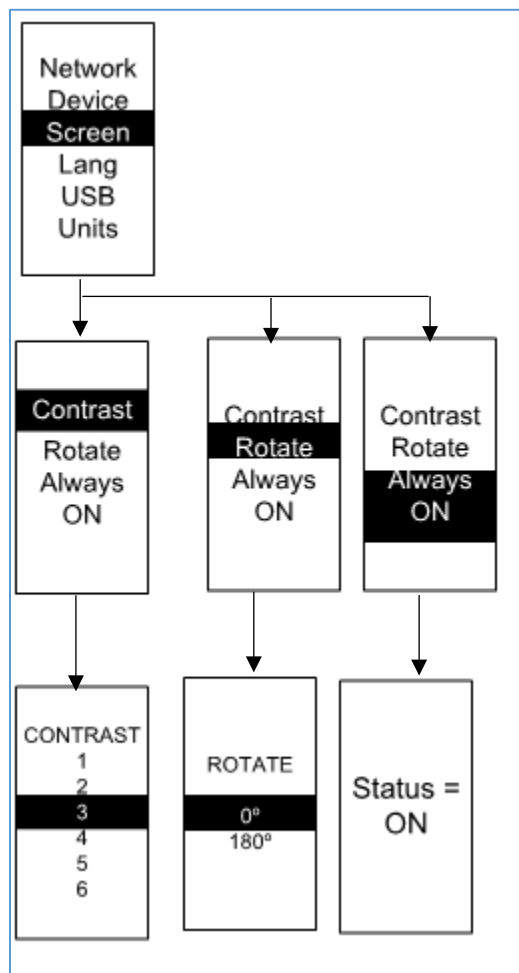 Network
Device
Screen
Lang
USB
Units
Contrast
Rotate
Always
ON
Contrast
Rotate
Always
ON
Contrast
Rotate
Always
ON
CONTRAST
1
2
3
4
5
6
ROTATE
0º
180º
Status =
ON